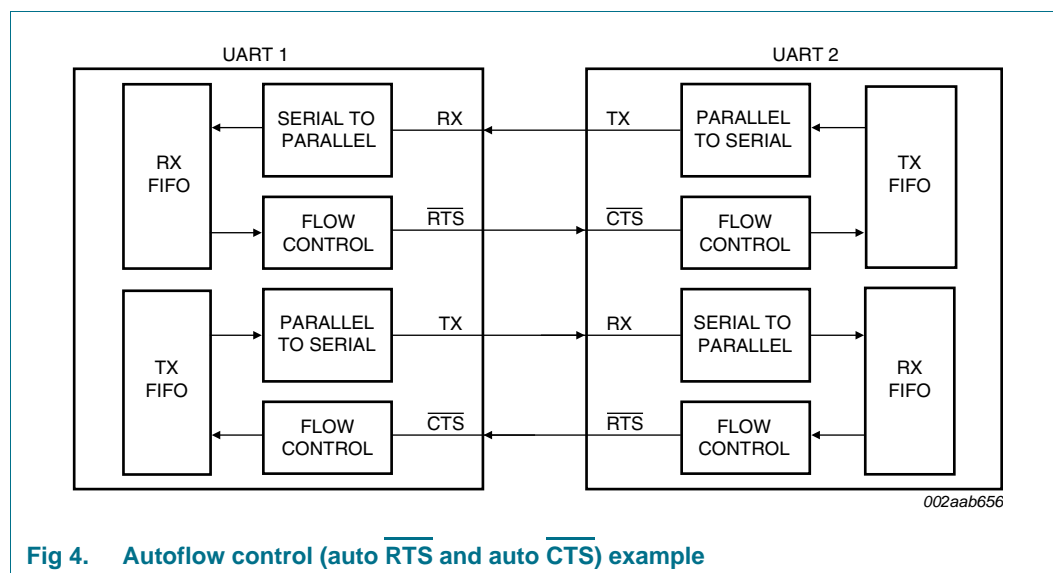 UART 1
UART 2
RX
FIFO
SERIAL TO
PARALLEL
RX
TX
PARALLEL
TO SERIAL
TX
FIFO
FLOW
CONTROL
RTS
CTS
FLOW
CONTROL
TX
FIFO
PARALLEL
TO SERIAL
TX
RX
SERIAL TO
PARALLEL
RX
FIFO
FLOW
CONTROL
CTS
RTS
FLOW
CONTROL
002aab656
Fig 4. Autoflow control (auto RTS and auto CTS) example